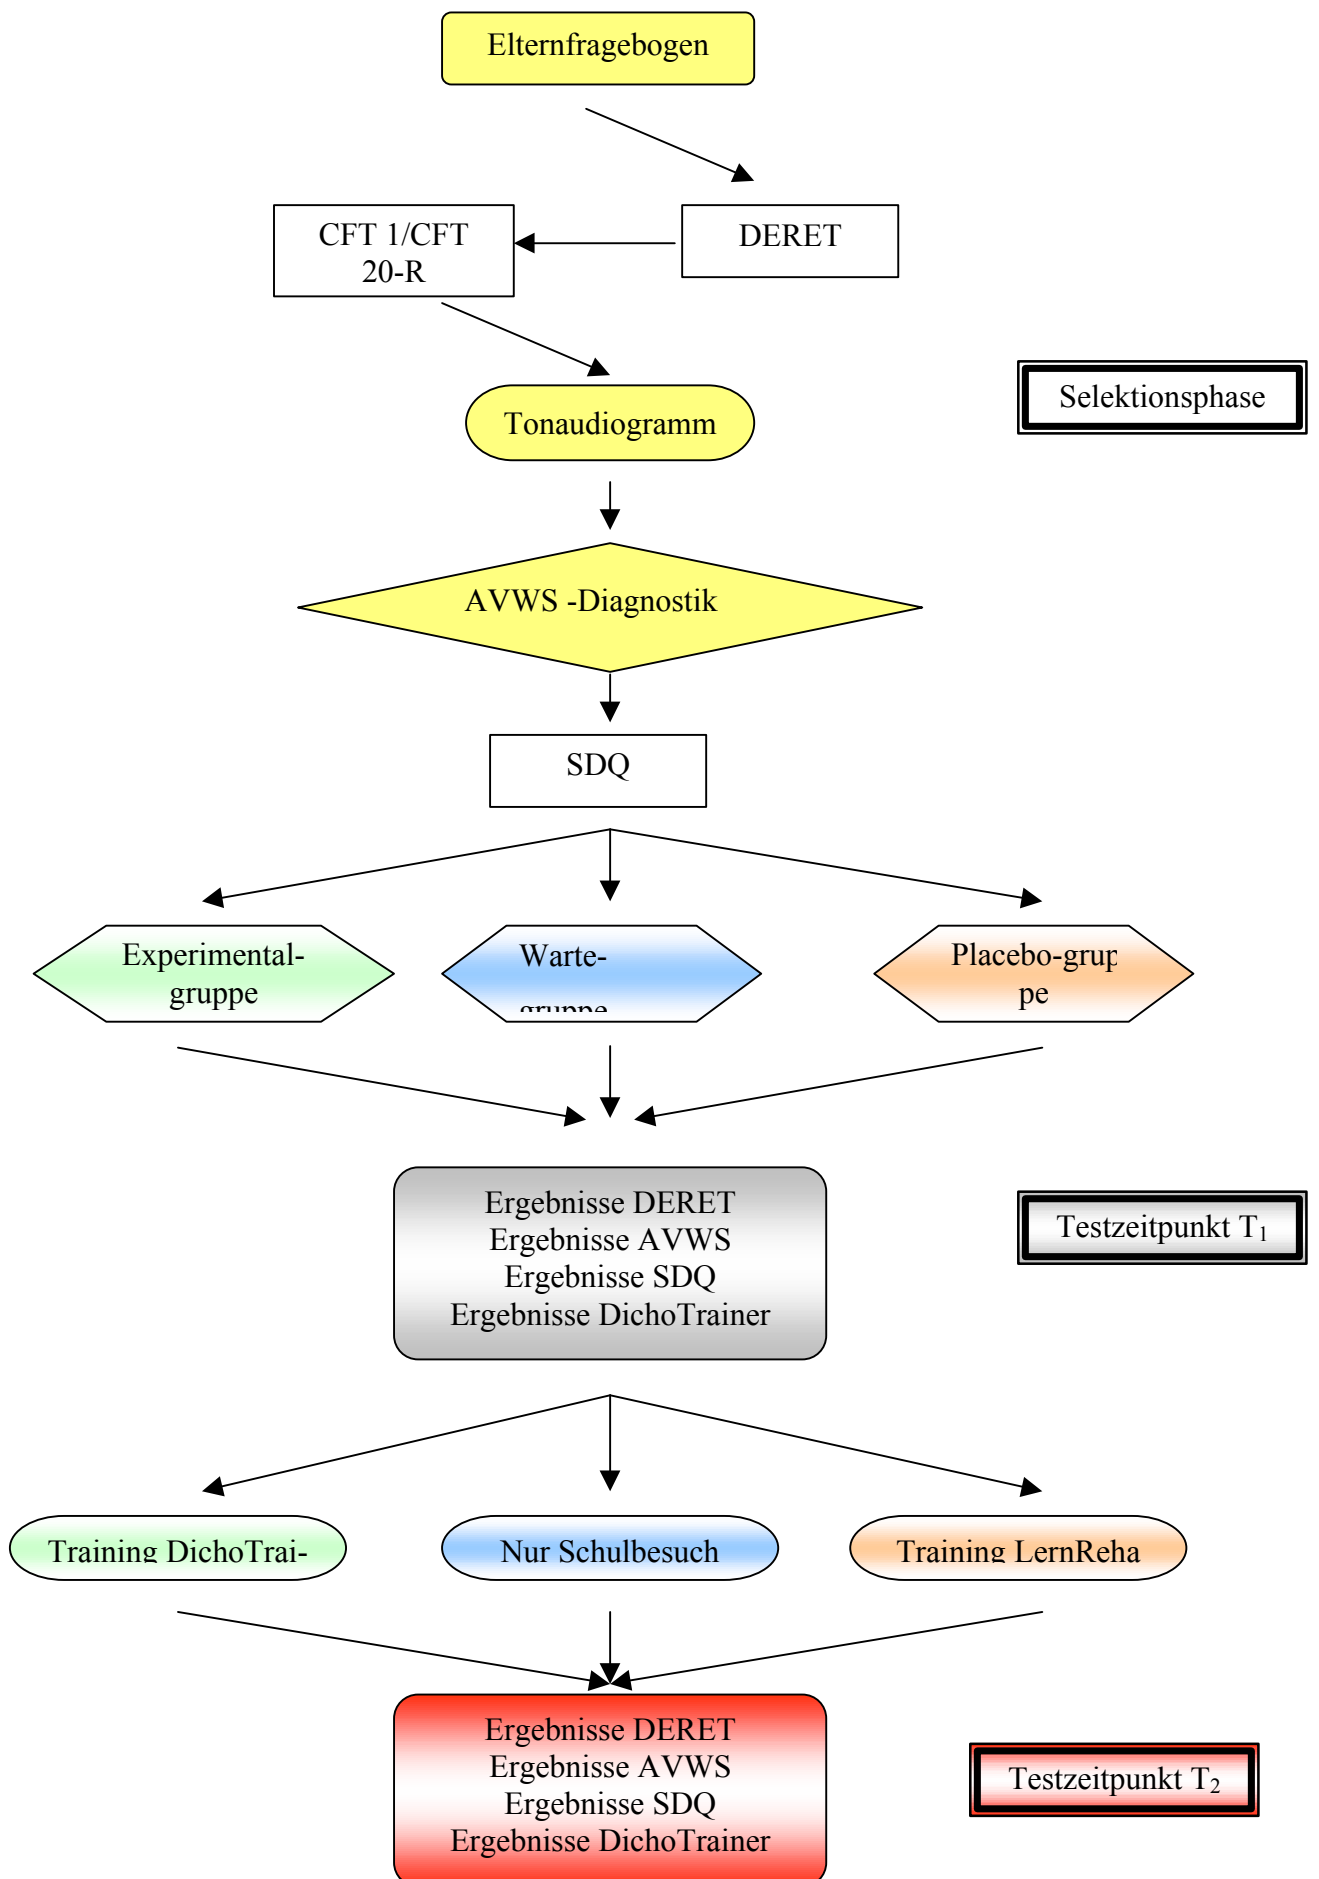 Elternfragebogen
CFT 1/CFT
20-R
DERET
Tonaudiogramm
Selektionsphase
AVWS -Diagnostik
SDQ
Experimental-
gruppe
Warte-
gruppe
Placebo-grup
pe
Ergebnisse DERET
Ergebnisse AVWS
Ergebnisse SDQ
Ergebnisse DichoTrainer
Testzeitpunkt T₁
Training DichoTrai-
Nur Schulbesuch
Training LernReha
Ergebnisse DERET
Ergebnisse AVWS
Ergebnisse SDQ
Ergebnisse DichoTrainer
Testzeitpunkt T₂